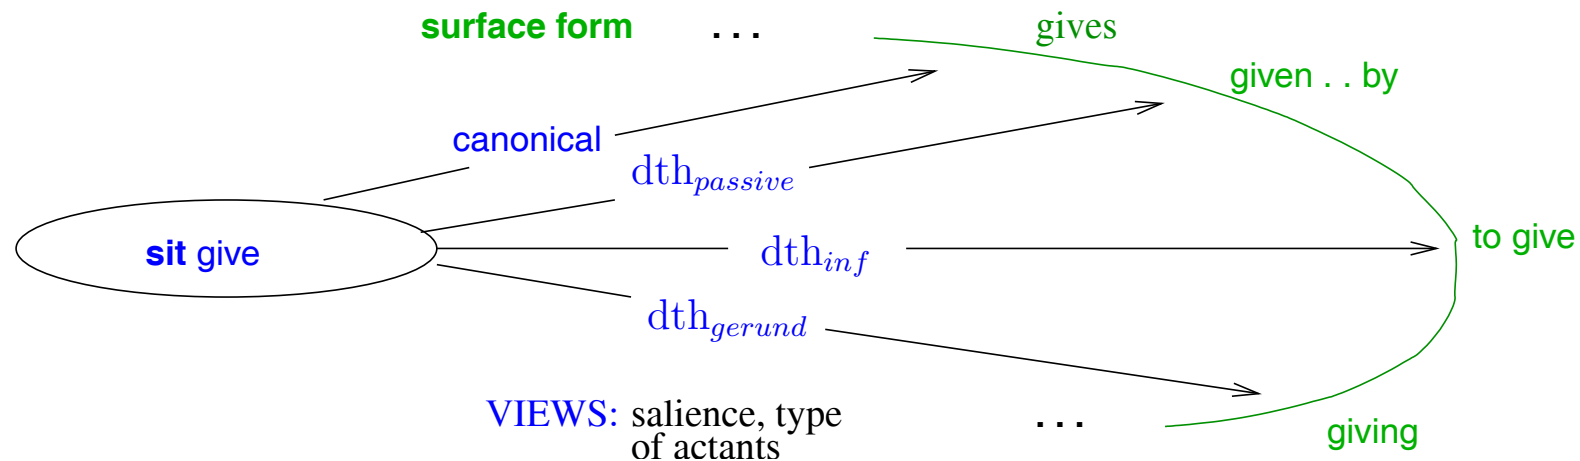 surface form ... gives
given . . by
canonical
dth_passive
sit give dth_inf to give
dth_gerund
VIEWS: salience, type ...
of actants
giving